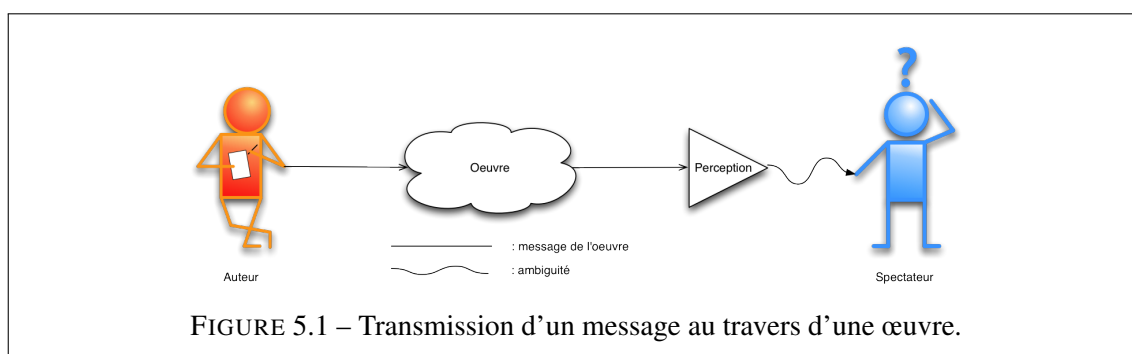 ?
Oeuvre
Perception
: message de l'oeuvre
: ambiguité
Auteur
Spectateur
FIGURE 5.1 – Transmission d'un message au travers d'une œuvre.